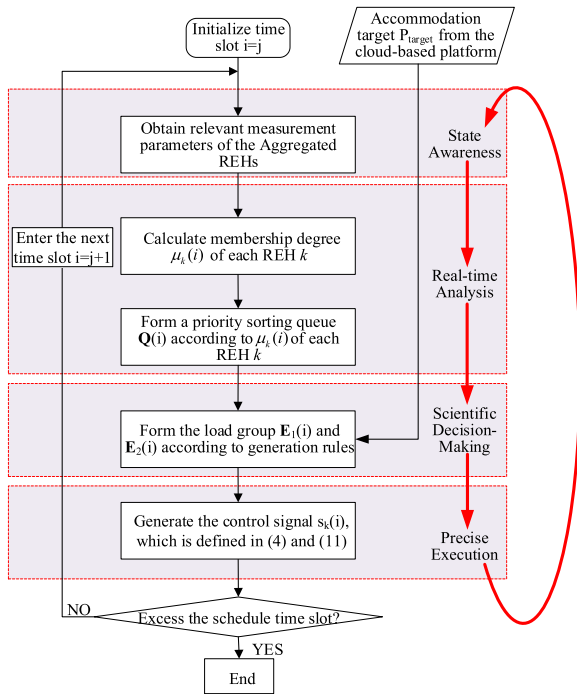 Initialize time
slot i=j
Accommodation
target P_target from the
cloud-based platform
Obtain relevant measurement
parameters of the Aggregated
REHs
State
Awareness
Enter the next
time slot i=j+1
Calculate membership degree
μ_k(i) of each REH k
Real-time
Analysis
Form a priority sorting queue
Q(i) according to μ_k(i) of each
REH k
Form the load group E₁(i) and
E₂(i) according to generation rules
Scientific
Decision-
Making
Generate the control signal s_k(i),
which is defined in (4) and (11)
Precise
Execution
NO
Excess the schedule time slot?
YES
End